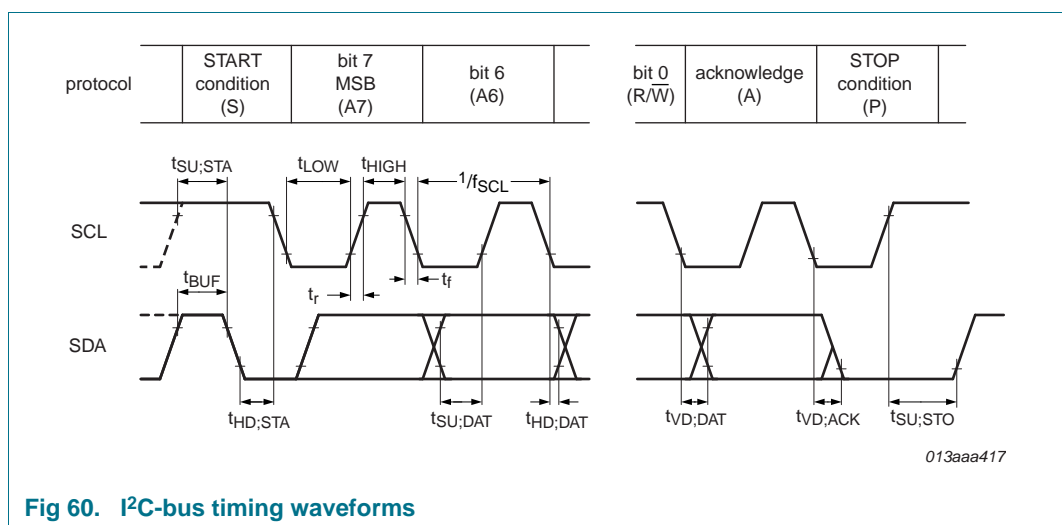 protocol
START
condition
(S)
bit 7
MSB
(A7)
bit 6
(A6)
bit 0
(R/W̅)
acknowledge
(A)
STOP
condition
(P)
tSU;STA
tLOW
tHIGH
1/fSCL
SCL
tBUF
tr
tf
SDA
tHD;STA
tSU;DAT
tHD;DAT
tVD;DAT
tVD;ACK
tSU;STO
013aaa417
Fig 60. I²C-bus timing waveforms